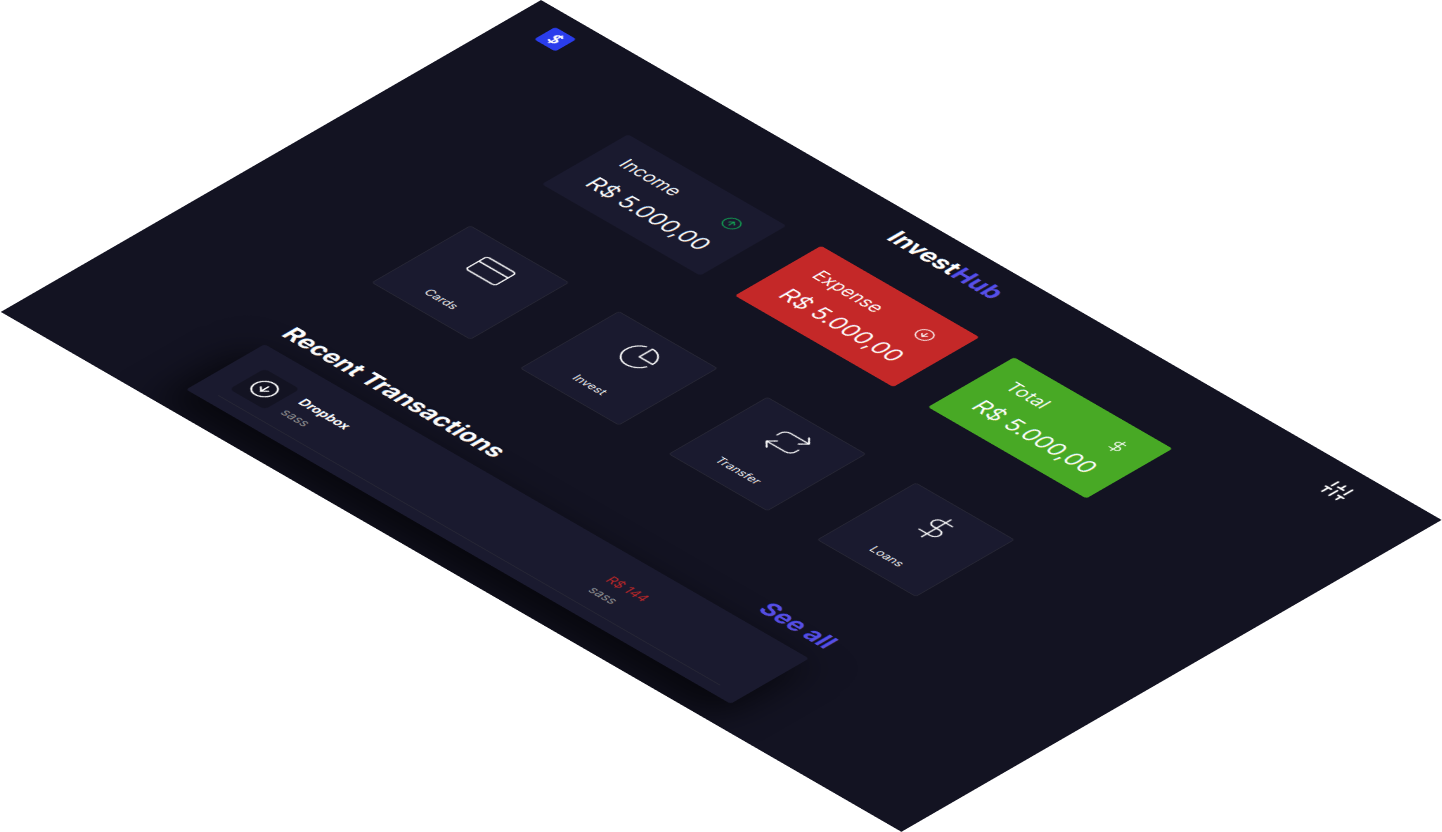 $
InvestHub
Income
R$ 5.000,00
Expense
R$ 5.000,00
Total
R$ 5.000,00
$
Cards
Invest
Transfer
Loans
Recent Transactions
See all
Dropbox
sass
R$ 144
sass